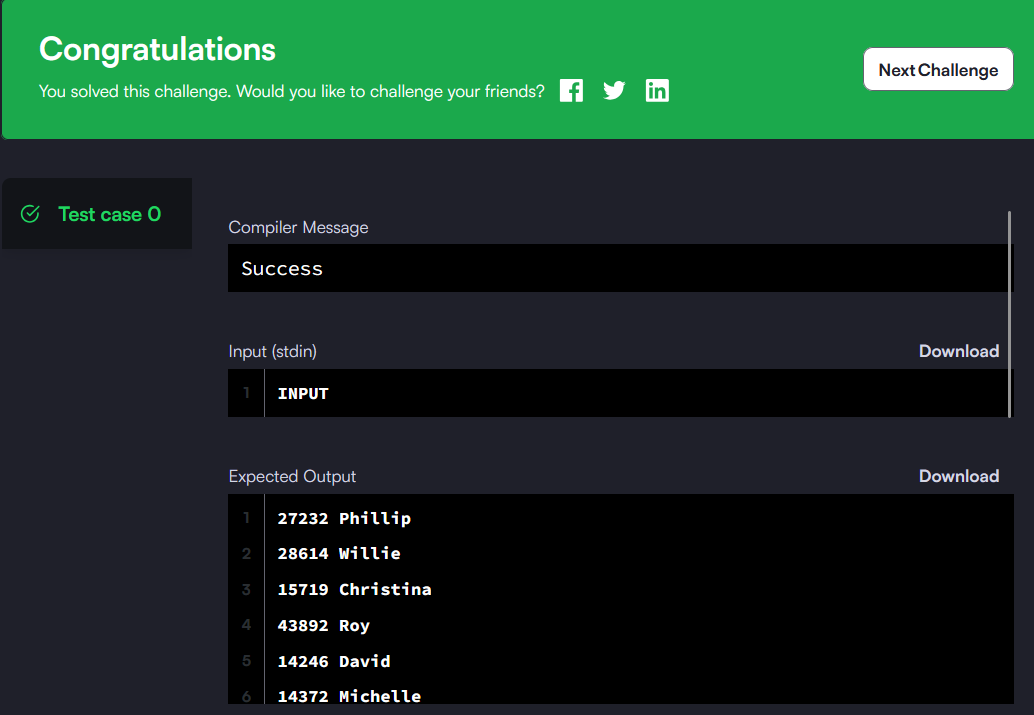 Congratulations
You solved this challenge. Would you like to challenge your friends?
Next Challenge
Test case 0
Compiler Message
Success
Input (stdin)
Download
1 INPUT
Expected Output
Download
1 27232 Phillip
2 28614 Willie
3 15719 Christina
4 43892 Roy
5 14246 David
6 14372 Michelle